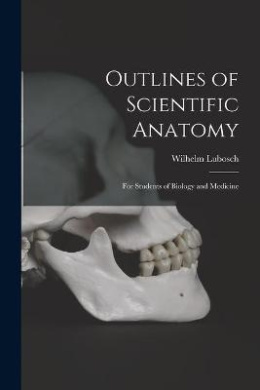 Outlines of
Scientific
Anatomy
Wilhelm Lubosch
For Students of Biology and Medicine